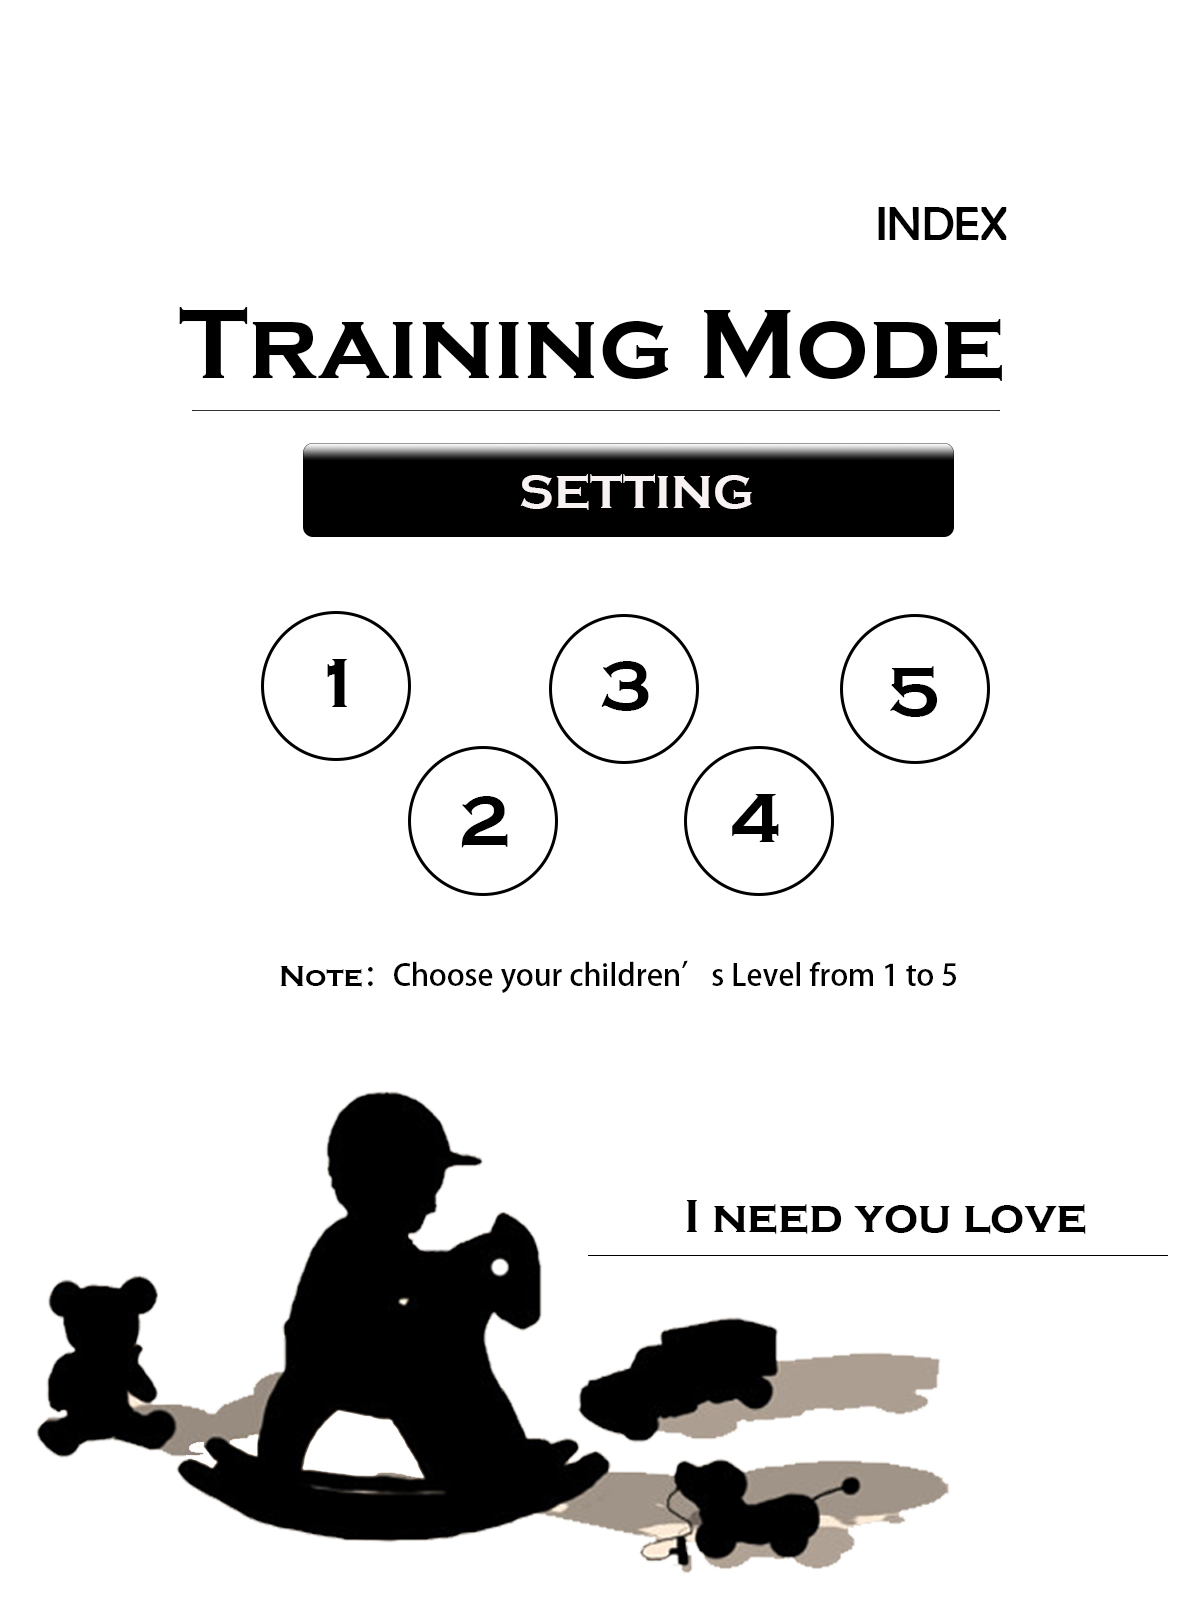 INDEX
TRAINING MODE
SETTING
1
3
5
2
4
NOTE: Choose your children′ s Level from 1 to 5
I NEED YOU LOVE